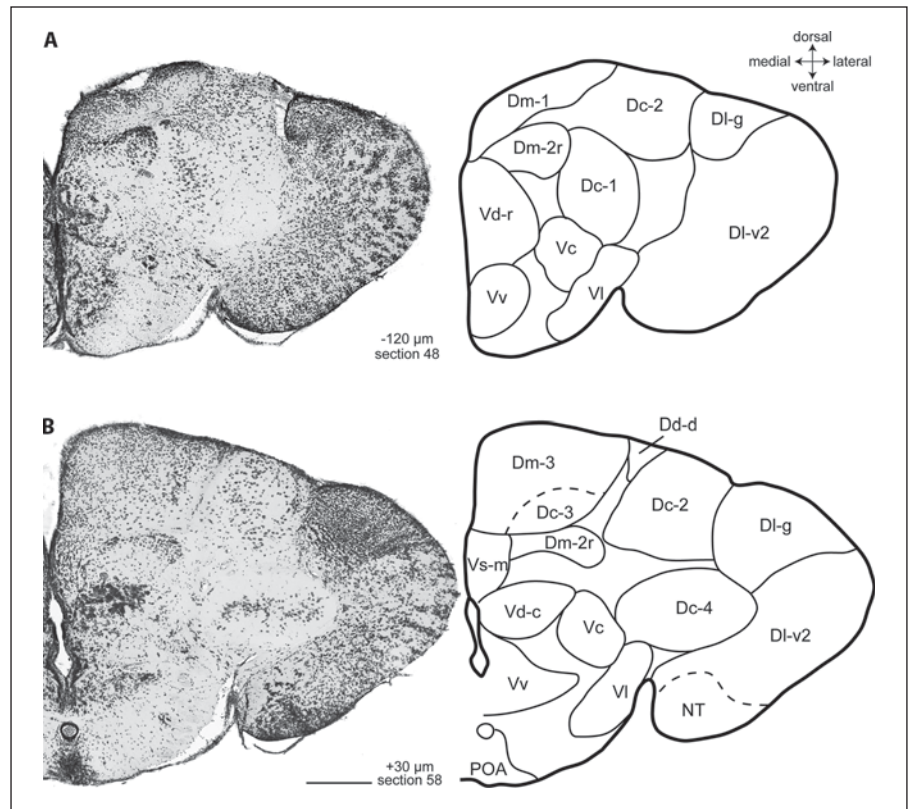 A
dorsal
medial lateral
ventral
Dm-1
Dc-2
Dl-g
Dm-2r
Dc-1
Vd-r
Dl-v2
Vc
Vv
Vl
-120 µm
section 48
B
Dd-d
Dm-3
Dc-2
Dc-3
Dl-g
Dm-2r
Vs-m
Vd-c
Dc-4
Vc
Dl-v2
Vv
Vl
NT
POA
+30 µm
section 58